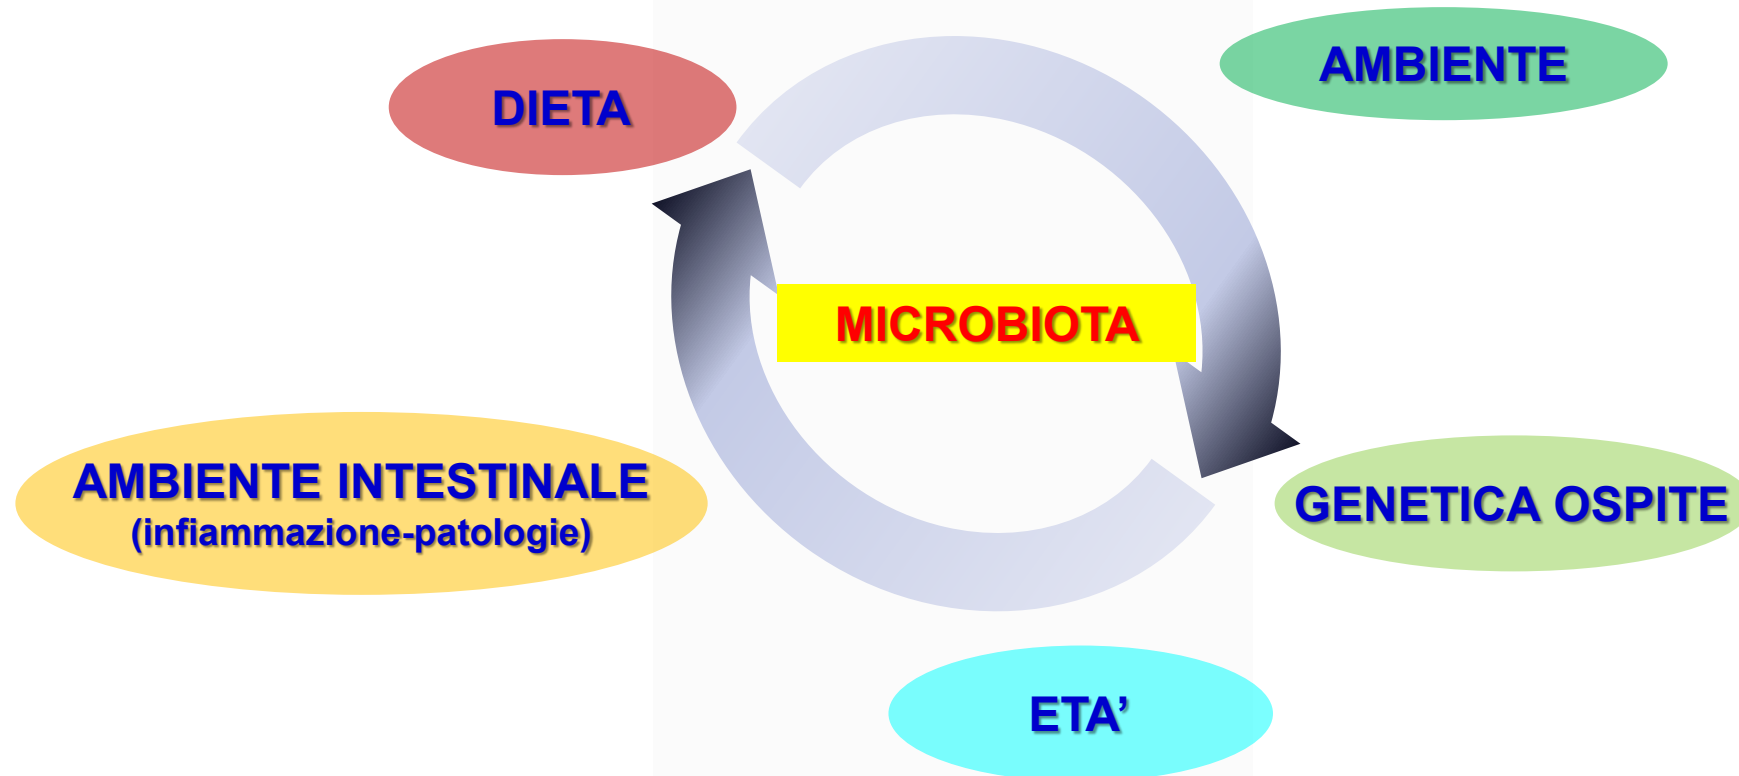 AMBIENTE
DIETA
MICROBIOTA
AMBIENTE INTESTINALE
(infiammazione-patologie)
GENETICA OSPITE
ETA’